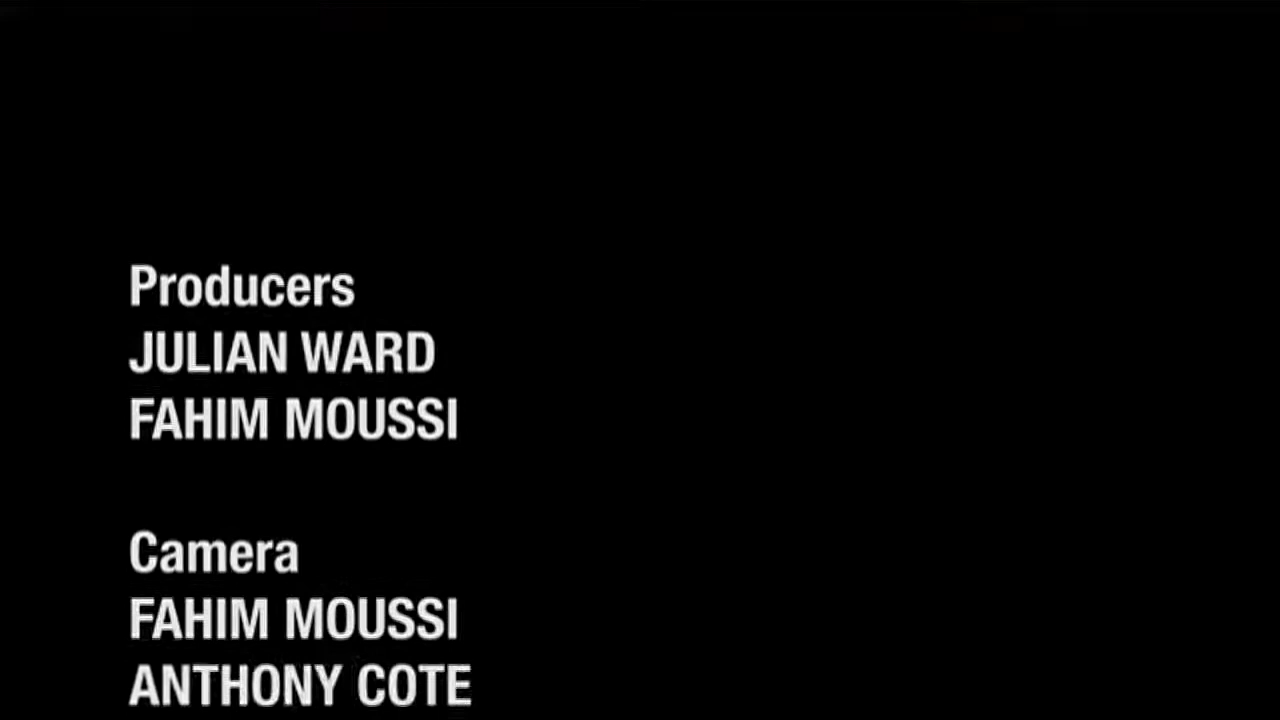 Producers
JULIAN WARD
FAHIM MOUSSI
Camera
FAHIM MOUSSI
ANTHONY COTE